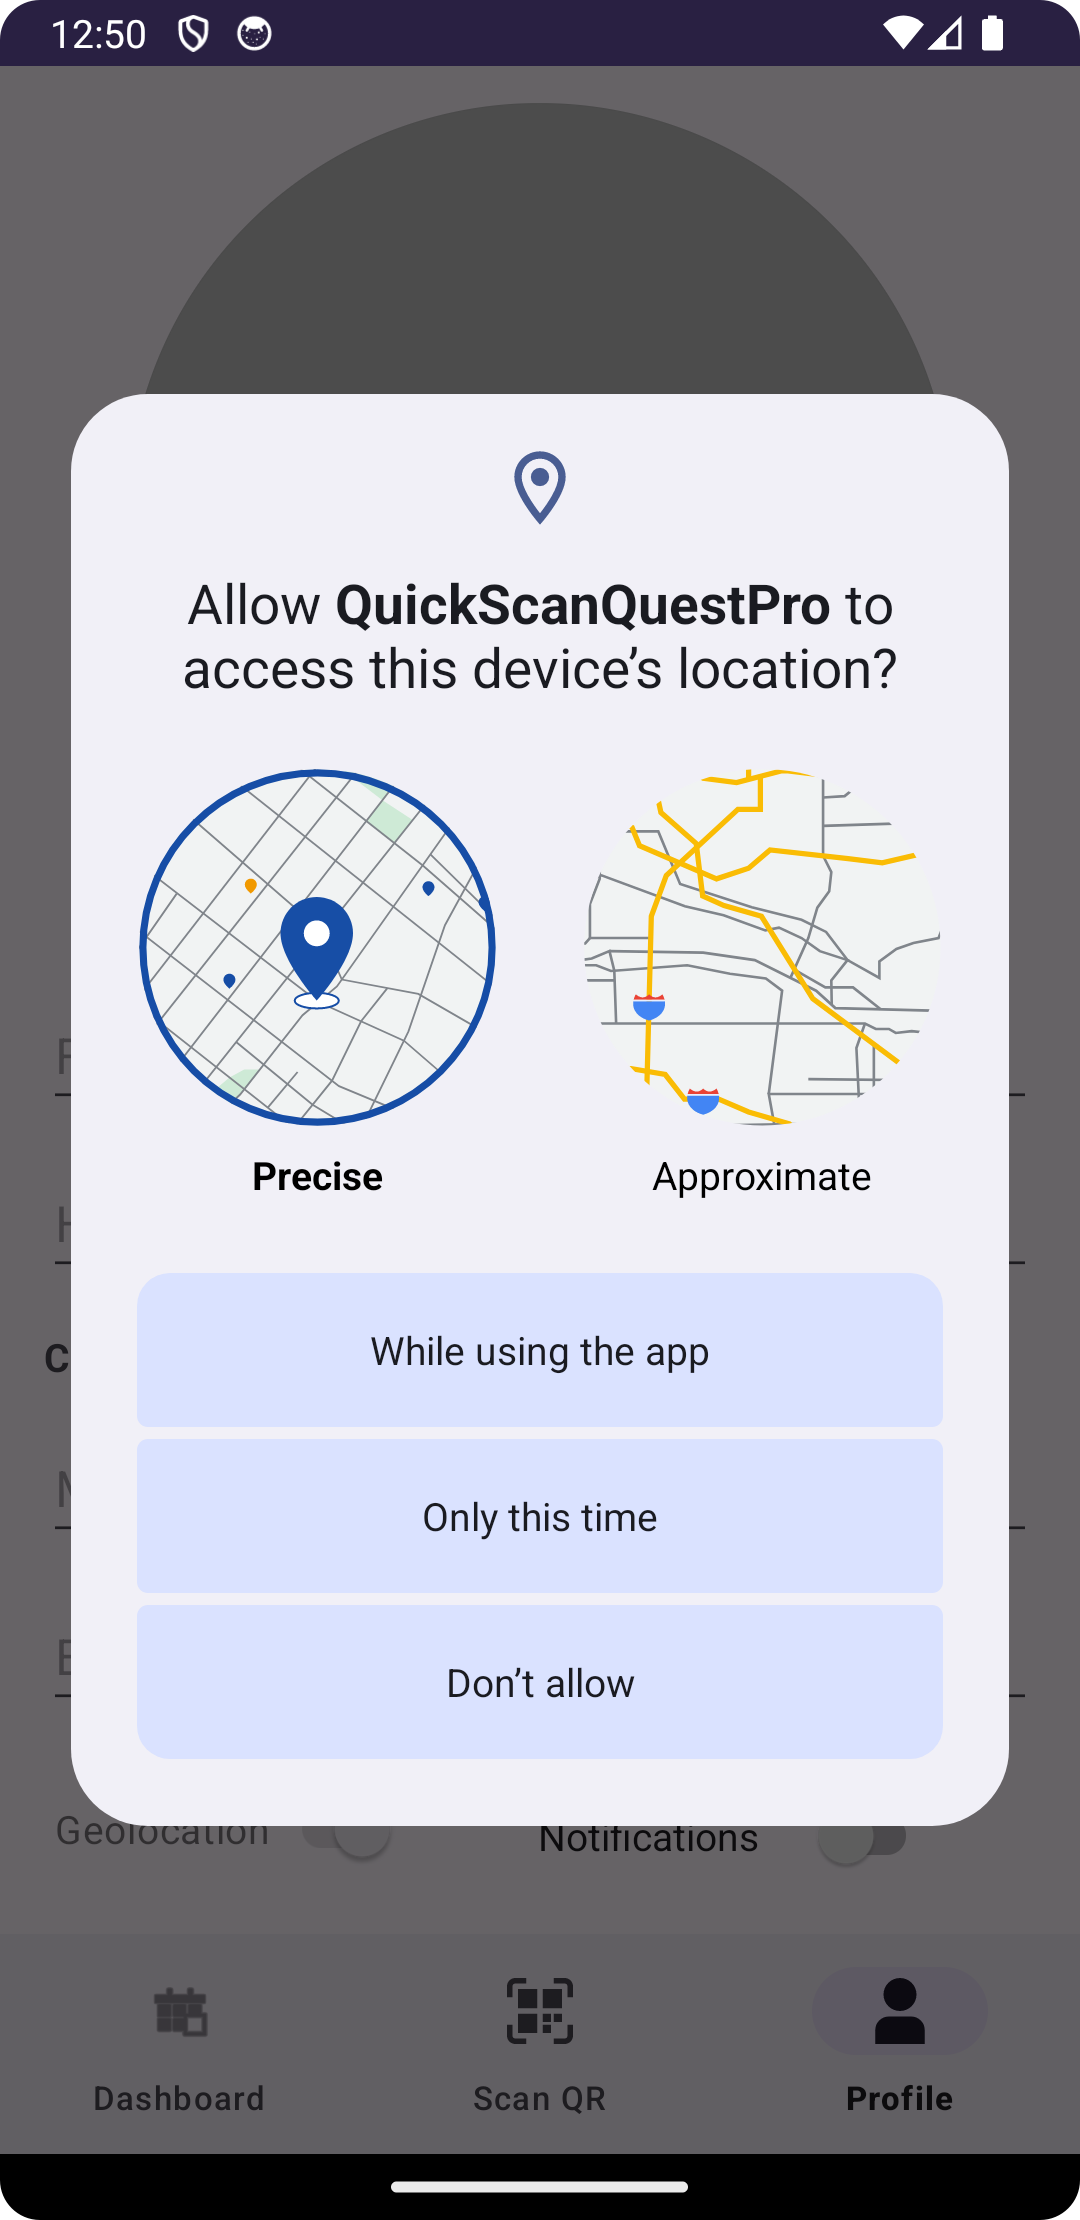 12:50
Allow QuickScanQuestPro to
access this device’s location?
Precise
Approximate
While using the app
Only this time
Don’t allow
Geolocation
Notifications
Dashboard
Scan QR
Profile